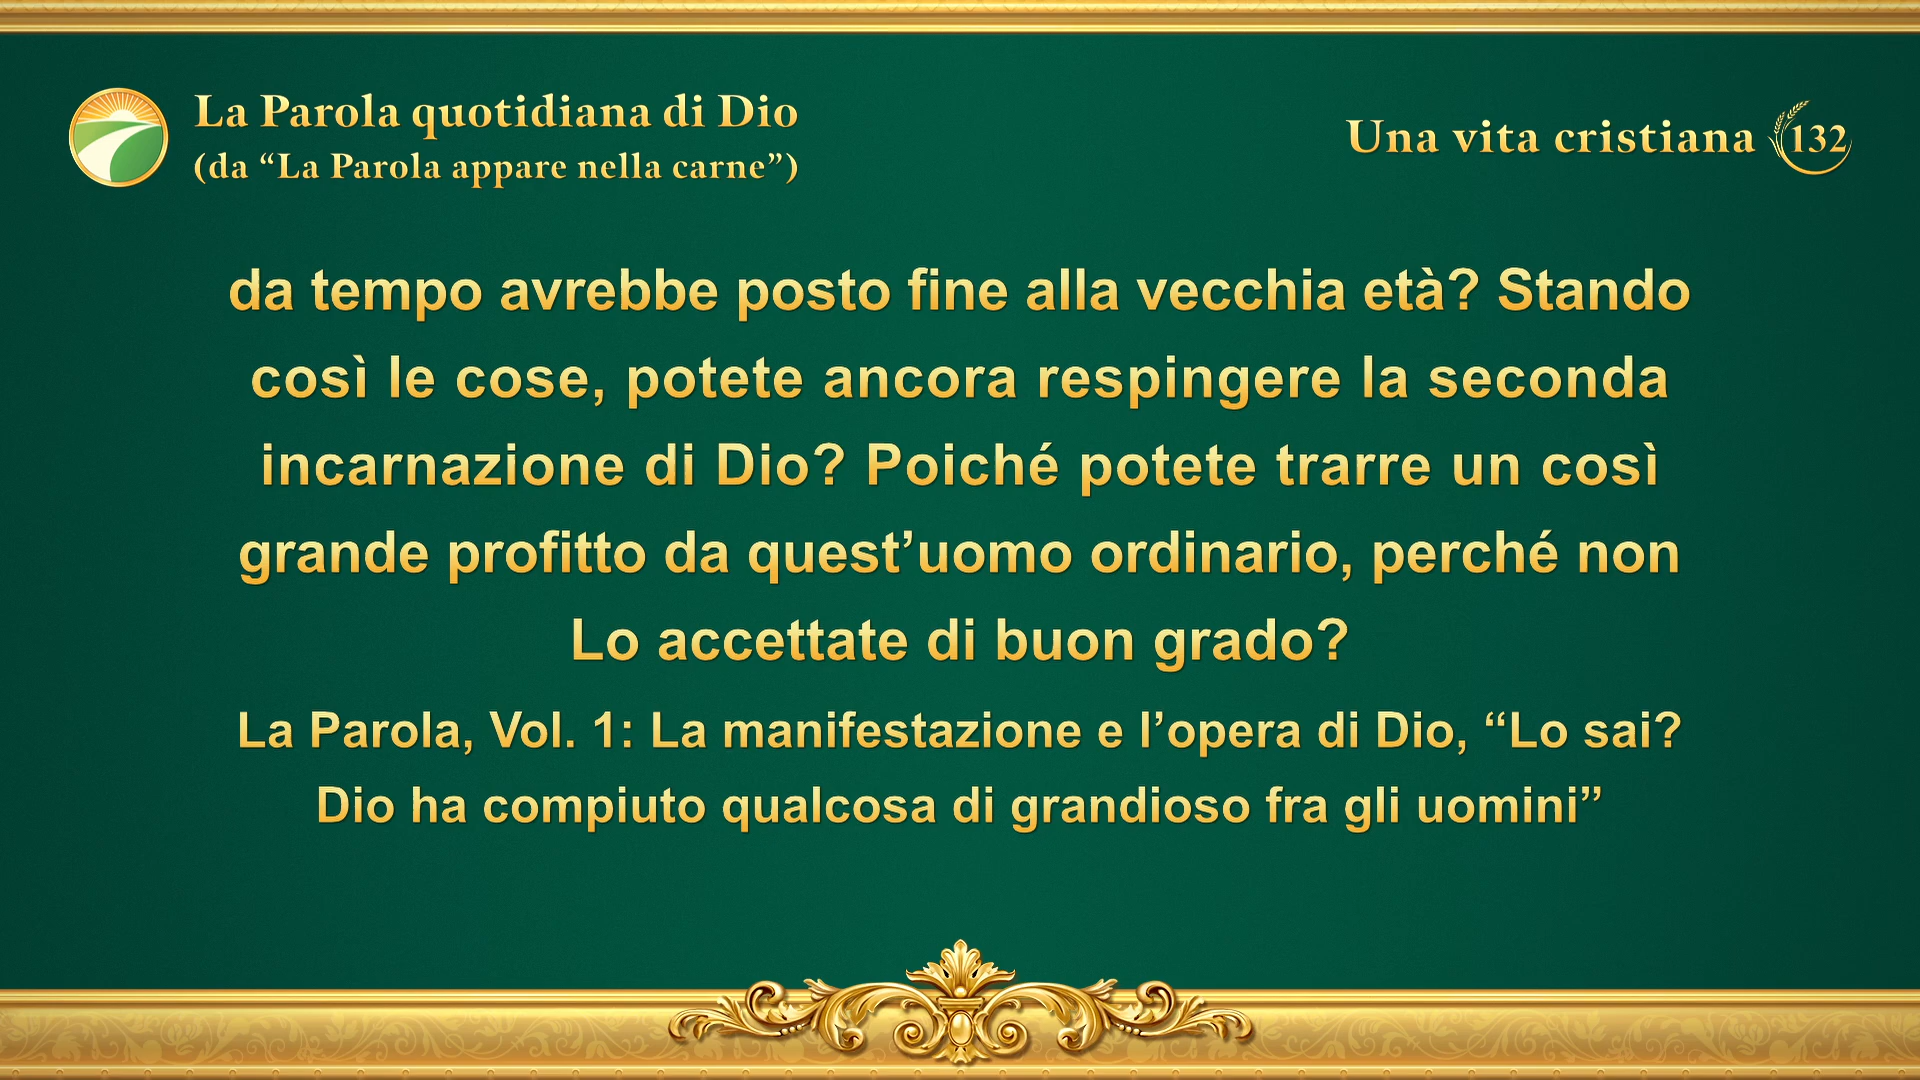 La Parola quotidiana di Dio
(da “La Parola appare nella carne”)
Una vita cristiana 132
da tempo avrebbe posto fine alla vecchia età? Stando
così le cose, potete ancora respingere la seconda
incarnazione di Dio? Poiché potete trarre un così
grande profitto da quest’uomo ordinario, perché non
Lo accettate di buon grado?
La Parola, Vol. 1: La manifestazione e l’opera di Dio, “Lo sai?
Dio ha compiuto qualcosa di grandioso fra gli uomini”